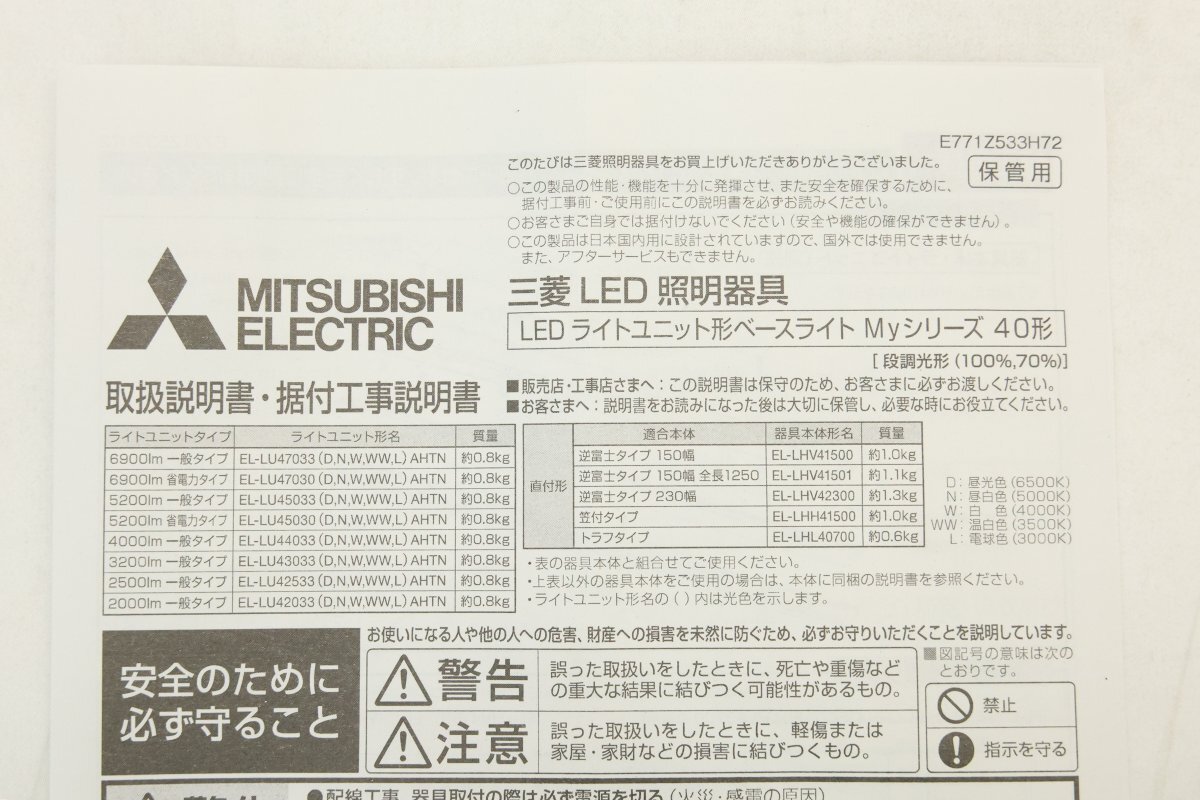 E771Z533H72
このたびは三菱照明器具をお買上げいただきありがとうございました。
保管用
○この製品の性能・機能を十分に発揮させ、また安全を確保するために、
据付工事前・ご使用前にこの説明書を必ずお読みください。
○お客さまご自身では据付けないでください(安全や機能の確保ができません)。
○この製品は日本国内用に設計されていますので、国外では使用できません。
また、アフターサービスもできません。
MITSUBISHI
ELECTRIC
三菱 LED 照明器具
LED ライトユニット形ベースライト Myシリーズ 40形
[段調光形(100%,70%)]
取扱説明書・据付工事説明書
■販売店・工事店さまへ：この説明書は保守のため、お客さまに必ずお渡しください。
■お客さまへ：説明書をお読みになった後は大切に保管し、必要な時にお役立てください。
ライトユニットタイプ ライトユニット形名 質量
6900lm 一般タイプ EL-LU47033(D,N,W,WW,L)AHTN 約0.8kg
6900lm 省電力タイプ EL-LU47030(D,N,W,WW,L)AHTN 約0.8kg
5200lm 一般タイプ EL-LU45033(D,N,W,WW,L)AHTN 約0.8kg
5200lm 省電力タイプ EL-LU45030(D,N,W,WW,L)AHTN 約0.8kg
4000lm 一般タイプ EL-LU44033(D,N,W,WW,L)AHTN 約0.8kg
3200lm 一般タイプ EL-LU43033(D,N,W,WW,L)AHTN 約0.8kg
2500lm 一般タイプ EL-LU42533(D,N,W,WW,L)AHTN 約0.8kg
2000lm 一般タイプ EL-LU42033(D,N,W,WW,L)AHTN 約0.8kg
適合本体 器具本体形名 質量
直付形
逆富士タイプ 150幅 EL-LHV41500 約1.0kg
逆富士タイプ 150幅 全長1250 EL-LHV41501 約1.1kg
逆富士タイプ 230幅 EL-LHV42300 約1.3kg
笠付タイプ EL-LHH41500 約1.0kg
トラフタイプ EL-LHL40700 約0.6kg
D：昼光色(6500K)
N：昼白色(5000K)
W：白 色(4000K)
WW：温白色(3500K)
L：電球色(3000K)
・表の器具本体と組合せてご使用ください。
・上表以外の器具本体をご使用の場合は、本体に同梱の説明書を参照ください。
・ライトユニット形名の( )内は光色を示します。
安全のために
必ず守ること
お使いになる人や他の人への危害、財産への損害を未然に防ぐため、必ずお守りいただくことを説明しています。
警告
誤った取扱いをしたときに、死亡や重傷など
の重大な結果に結びつく可能性があるもの。
注意
誤った取扱いをしたときに、軽傷または
家屋・家財などの損害に結びつくもの。
■図記号の意味は次の
とおりです。
禁止
指示を守る
●配線工事、器具取付の際は必ず電源を切る(火災・感電の原因)